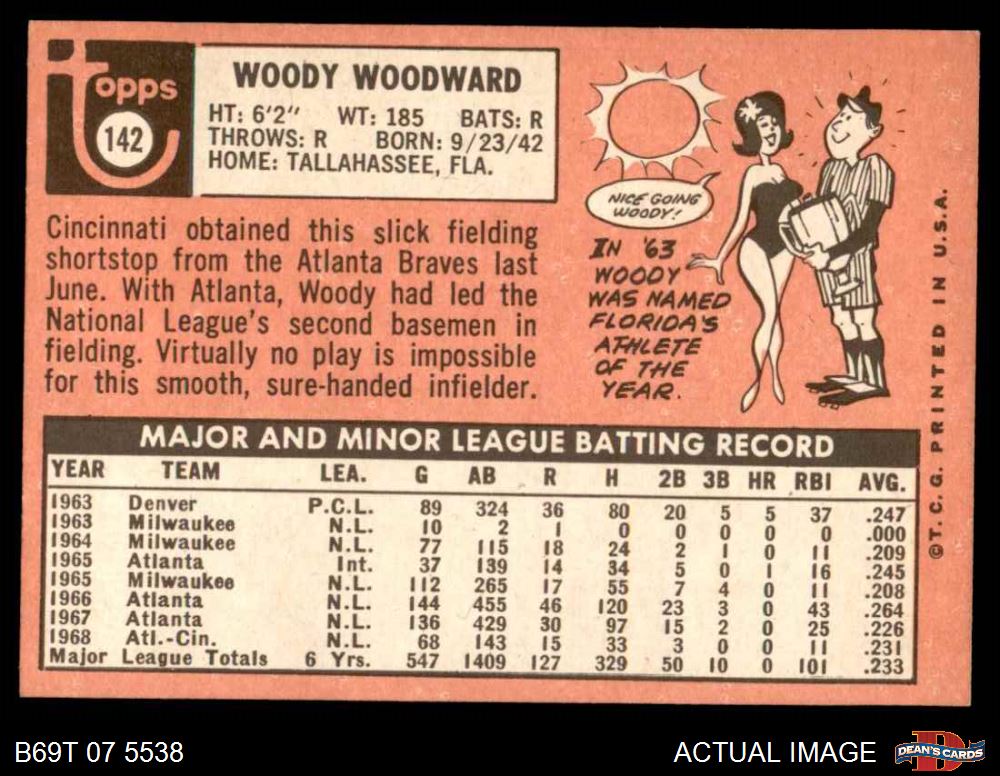 topps
142
WOODY WOODWARD
HT: 6'2" WT: 185 BATS: R
THROWS: R BORN: 9/23/42
HOME: TALLAHASSEE, FLA.
Cincinnati obtained this slick fielding
shortstop from the Atlanta Braves last
June. With Atlanta, Woody had led the
National League's second basemen in
fielding. Virtually no play is impossible
for this smooth, sure-handed infielder.
NICE GOING
WOODY!
IN '63
WOODY
WAS NAMED
FLORIDA'S
ATHLETE
OF THE
YEAR.
©T. C. G. PRINTED IN U.S.A.
MAJOR AND MINOR LEAGUE BATTING RECORD
YEAR TEAM LEA. G AB R H 2B 3B HR RBI AVG.
1963 Denver P.C.L. 89 324 36 80 20 5 5 37 .247
1963 Milwaukee N.L. 10 2 1 0 0 0 0 0 .000
1964 Milwaukee N.L. 77 115 18 24 2 1 0 11 .209
1965 Atlanta Int. 37 139 14 34 5 0 1 16 .245
1965 Milwaukee N.L. 112 265 17 55 7 4 0 11 .208
1966 Atlanta N.L. 144 455 46 120 23 3 0 43 .264
1967 Atlanta N.L. 136 429 30 97 15 2 0 25 .226
1968 Atl.-Cin. N.L. 68 143 15 33 3 0 0 11 .231
Major League Totals 6 Yrs. 547 1409 127 329 50 10 0 101 .233
B69T 07 5538
ACTUAL IMAGE
DEAN'S CARDS